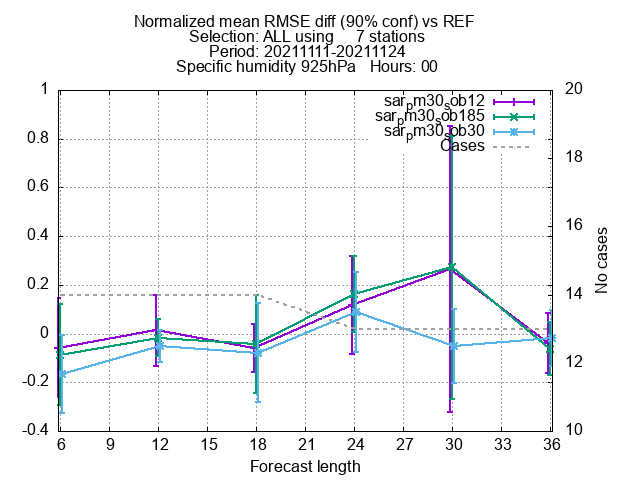 Normalized mean RMSE diff (90% conf) vs REF
Selection: ALL using 7 stations
Period: 20211111-20211124
Specific humidity 925hPa Hours: 00
sar_pm30_sob12
sar_pm30_sob185
sar_pm30_sob30
Cases
1
0.8
0.6
0.4
0.2
0
-0.2
-0.4
20
18
16
14
12
10
No cases
6 9 12 15 18 21 24 27 30 33 36
Forecast length